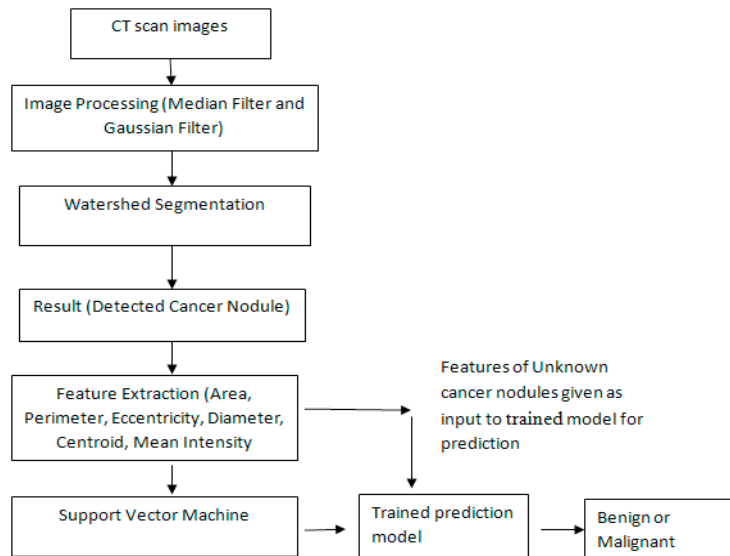 CT scan images
Image Processing (Median Filter and
Gaussian Filter)
Watershed Segmentation
Result (Detected Cancer Nodule)
Feature Extraction (Area,
Perimeter, Eccentricity, Diameter,
Centroid, Mean Intensity
Features of Unknown
cancer nodules given as
input to trained model for
prediction
Support Vector Machine
Trained prediction
model
Benign or
Malignant